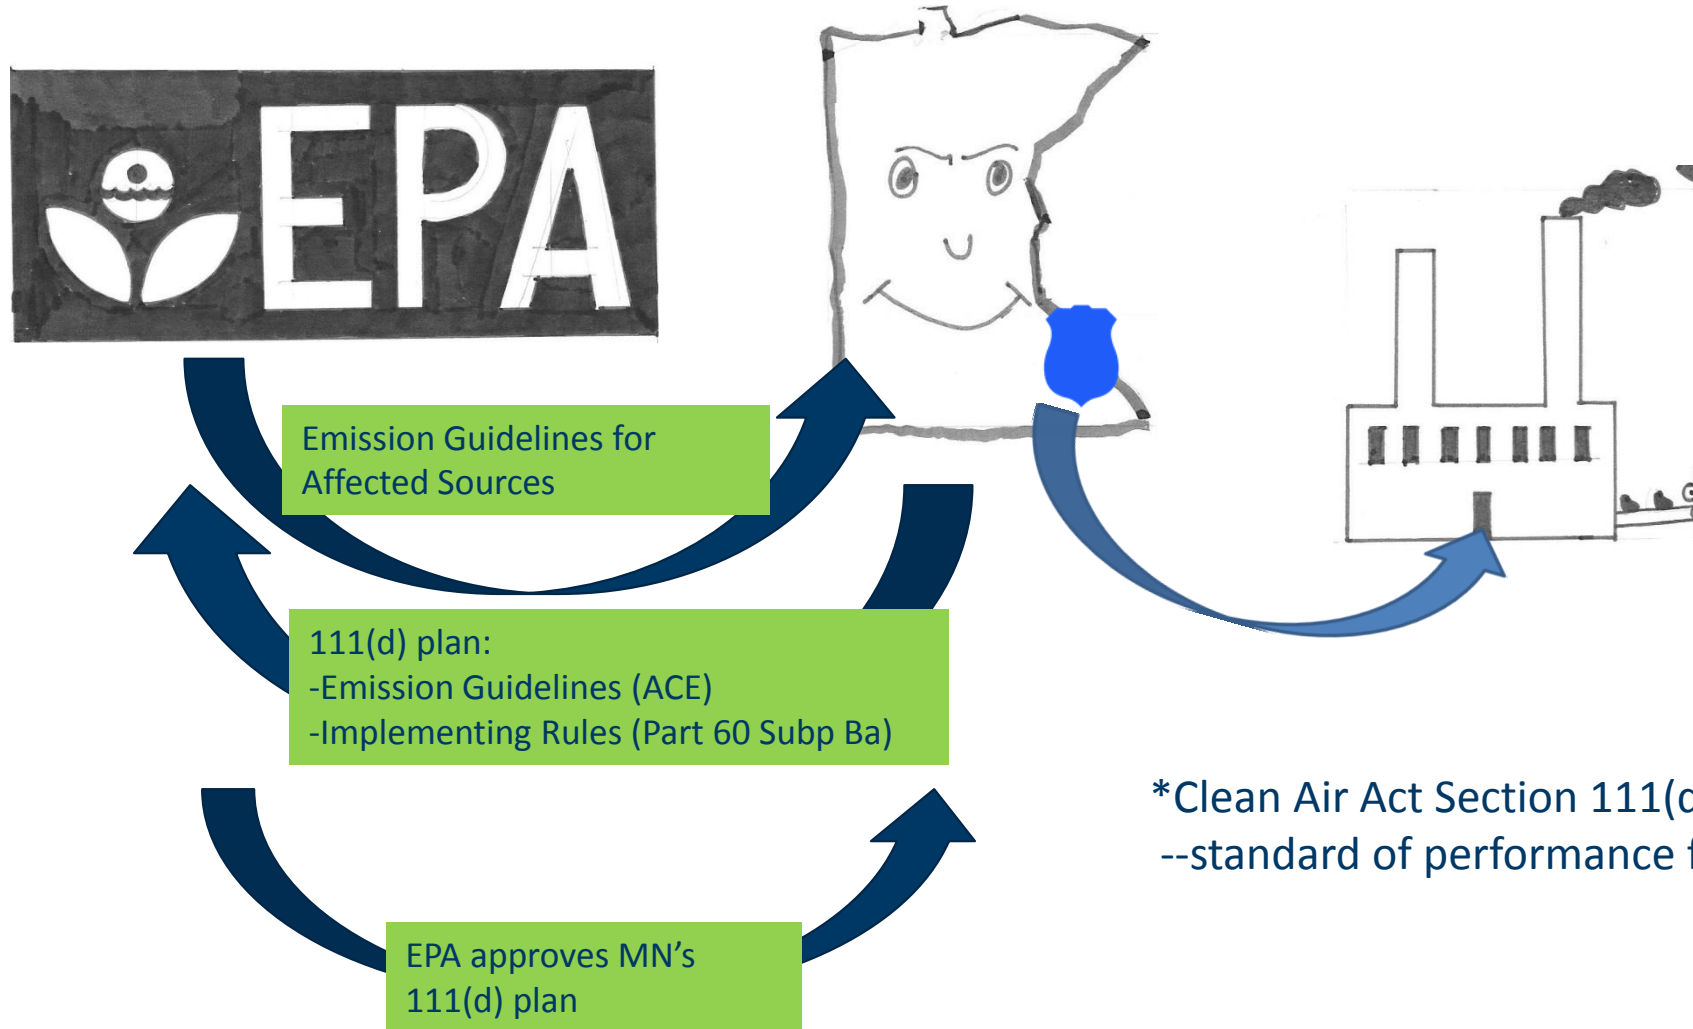 EPA
Emission Guidelines for
Affected Sources
111(d) plan:
-Emission Guidelines (ACE)
-Implementing Rules (Part 60 Subp Ba)
*Clean Air Act Section 111(d
--standard of performance f
EPA approves MN’s
111(d) plan